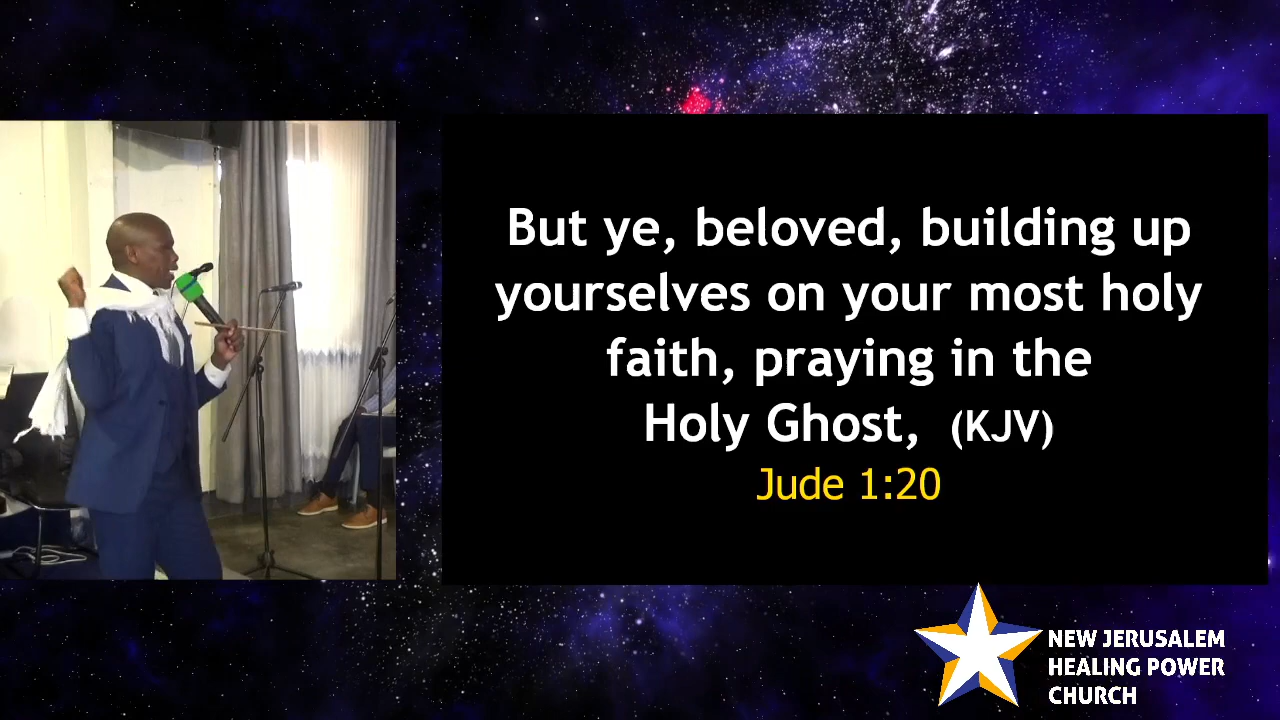 But ye, beloved, building up
yourselves on your most holy
faith, praying in the
Holy Ghost, (KJV)
Jude 1:20
NEW JERUSALEM
HEALING POWER
CHURCH